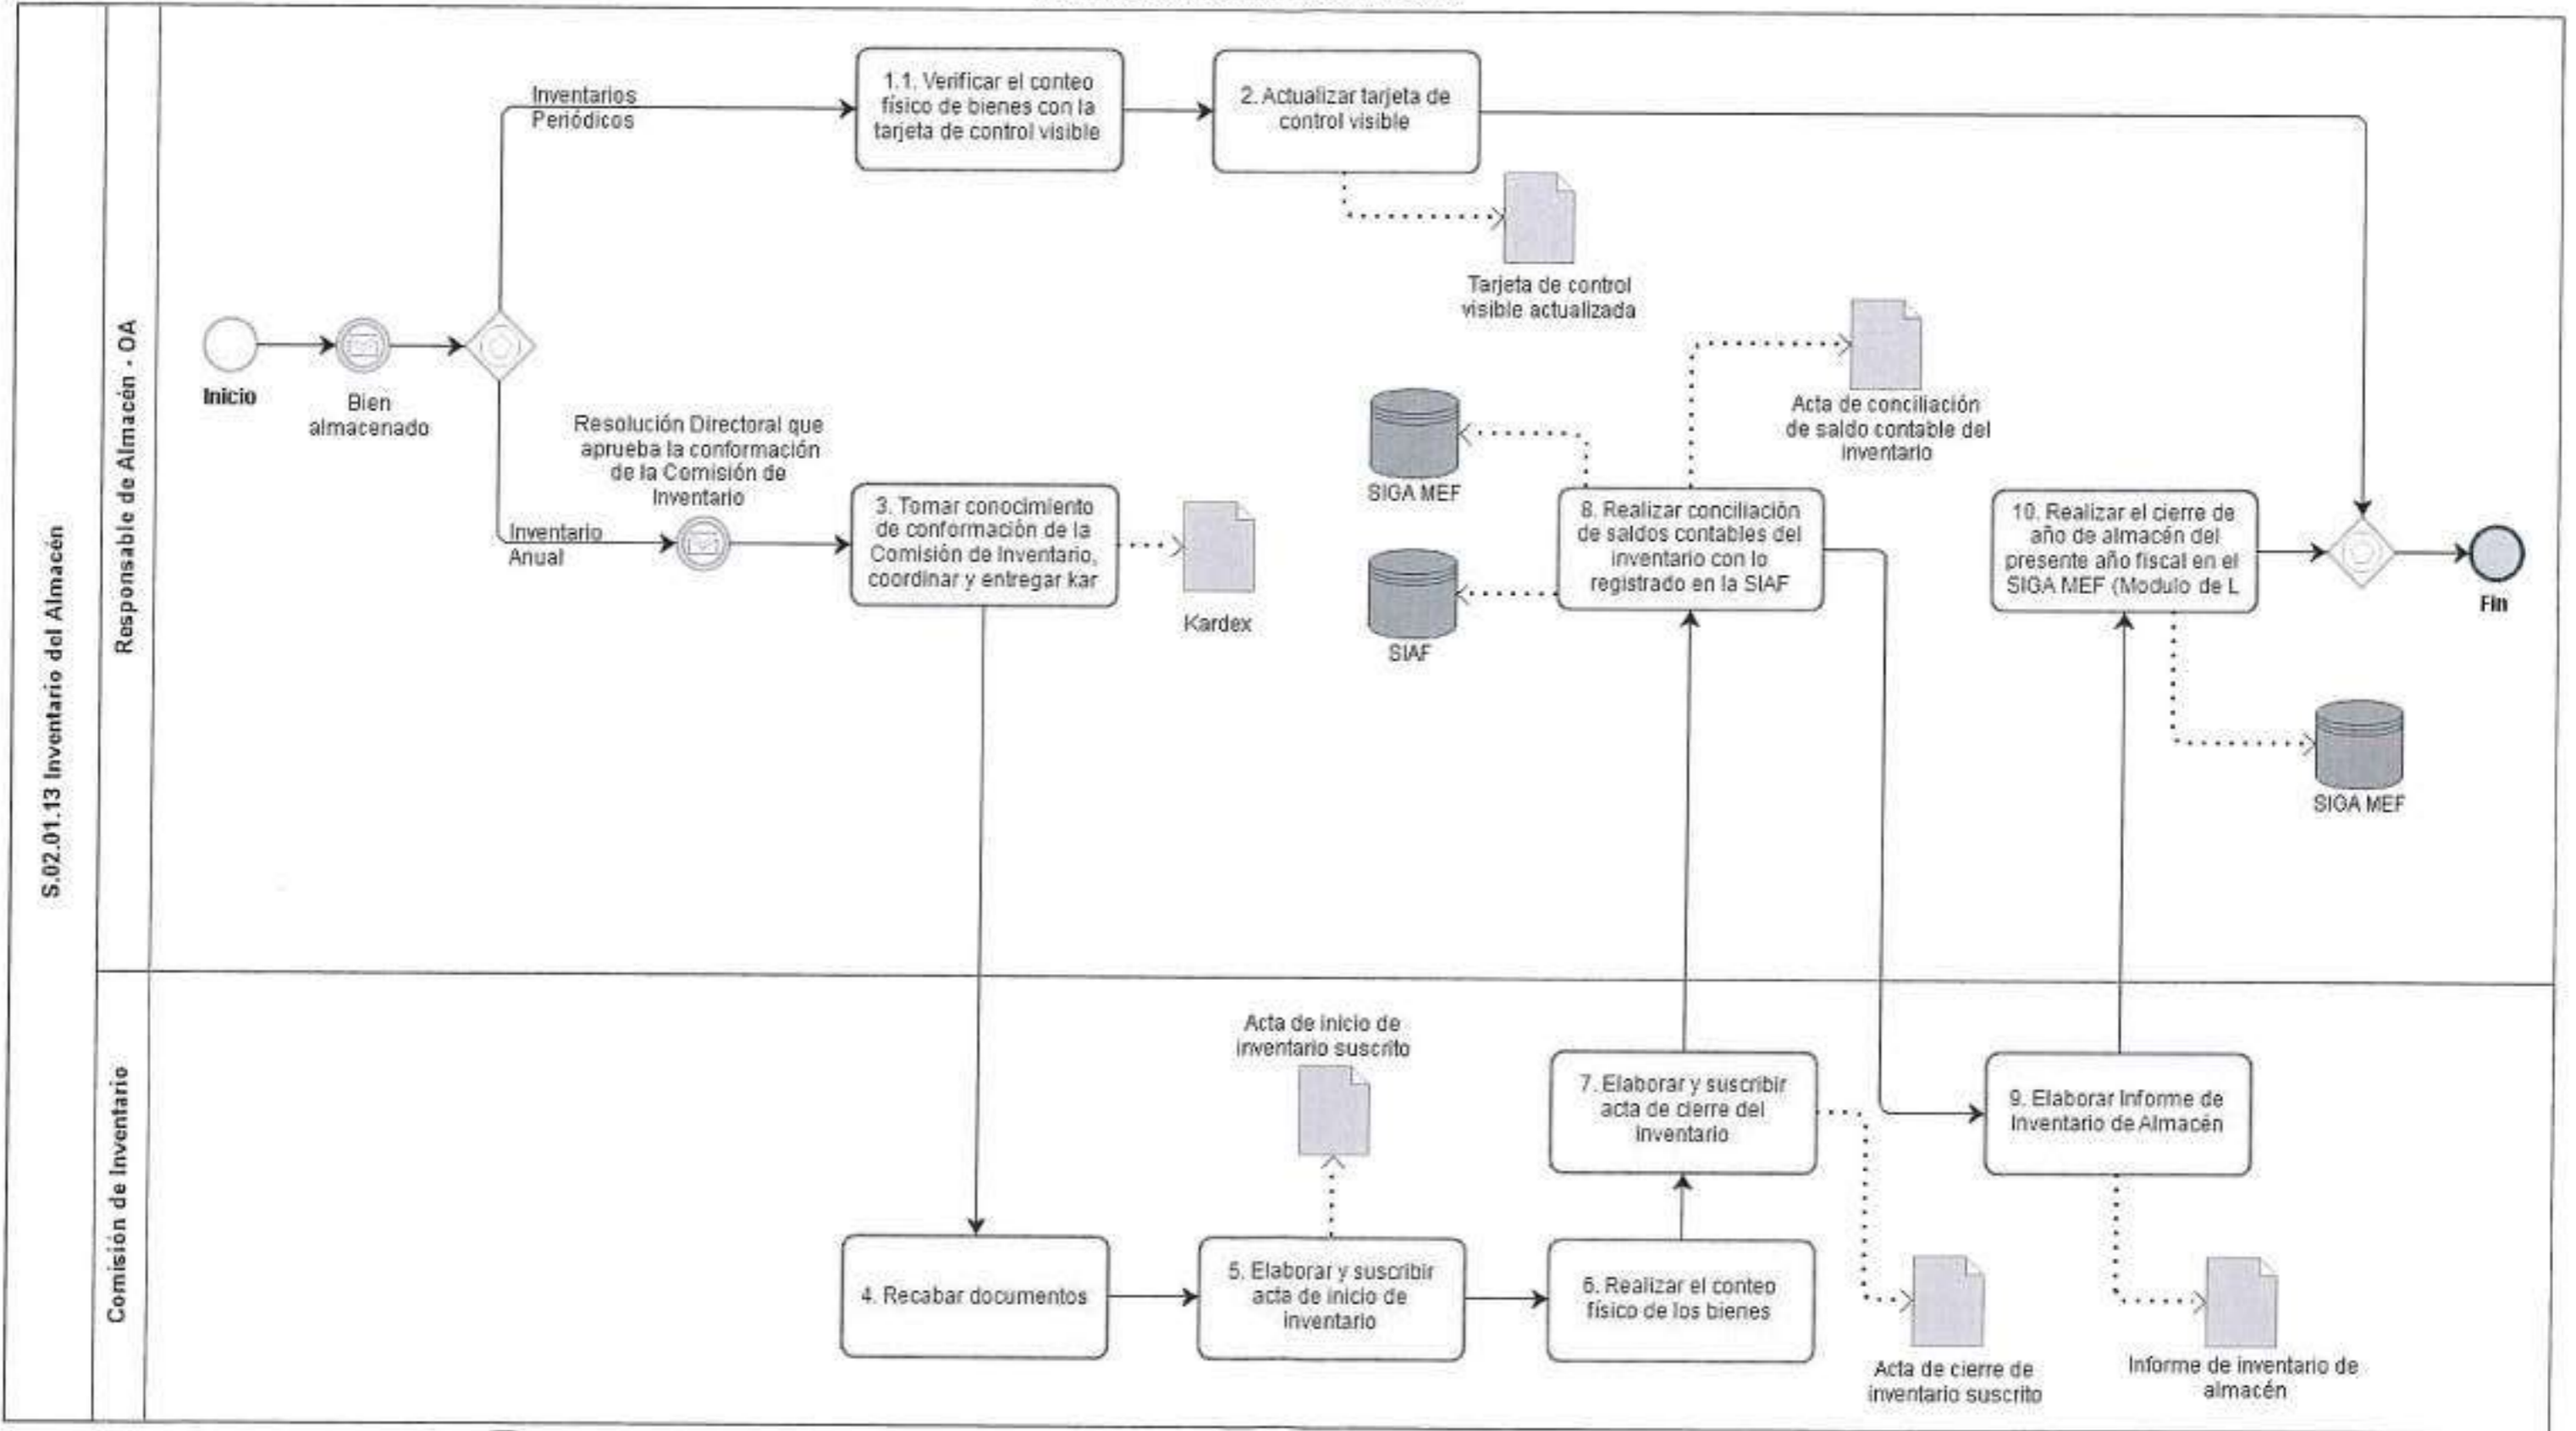 S.02.01.13 Inventario del Almacén
Responsable de Almacén - OA
Inicio
Bien
almacenado
Inventarios
Periódicos
1.1. Verificar el conteo
físico de bienes con la
tarjeta de control visible
2. Actualizar tarjeta de
control visible
Tarjeta de control
visible actualizada
Inventario
Anual
Resolución Directoral que
aprueba la conformación
de la Comisión de
Inventario
3. Tomar conocimiento
de conformación de la
Comisión de Inventario,
coordinar y entregar kar
Kardex
SIGA MEF
SIAF
8. Realizar conciliación
de saldos contables del
inventario con lo
registrado en la SIAF
Acta de conciliación
de saldo contable del
inventario
10. Realizar el cierre de
año de almacén del
presente año fiscal en el
SIGA MEF (Modulo de L
SIGA MEF
Fin
Comisión de Inventario
4. Recabar documentos
5. Elaborar y suscribir
acta de inicio de
inventario
Acta de inicio de
inventario suscrito
6. Realizar el conteo
físico de los bienes
7. Elaborar y suscribir
acta de cierre del
inventario
Acta de cierre de
inventario suscrito
9. Elaborar Informe de
Inventario de Almacén
Informe de inventario de
almacén